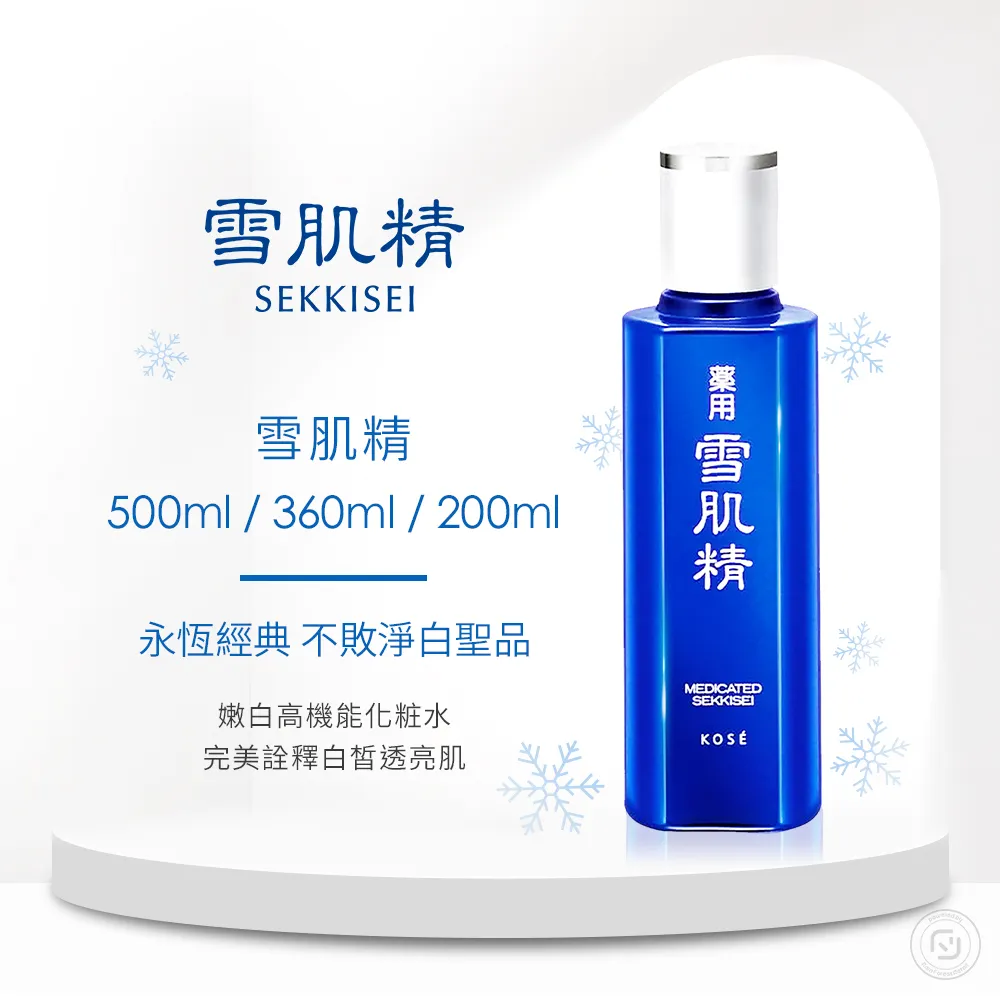 雪肌精
SEKKISEI
雪肌精
500ml / 360ml / 200ml
永恆經典 不敗淨白聖品
嫩白高機能化粧水
完美詮釋白皙透亮肌
薬用
雪肌精
MEDICATED
SEKKISEI
KOSÉ